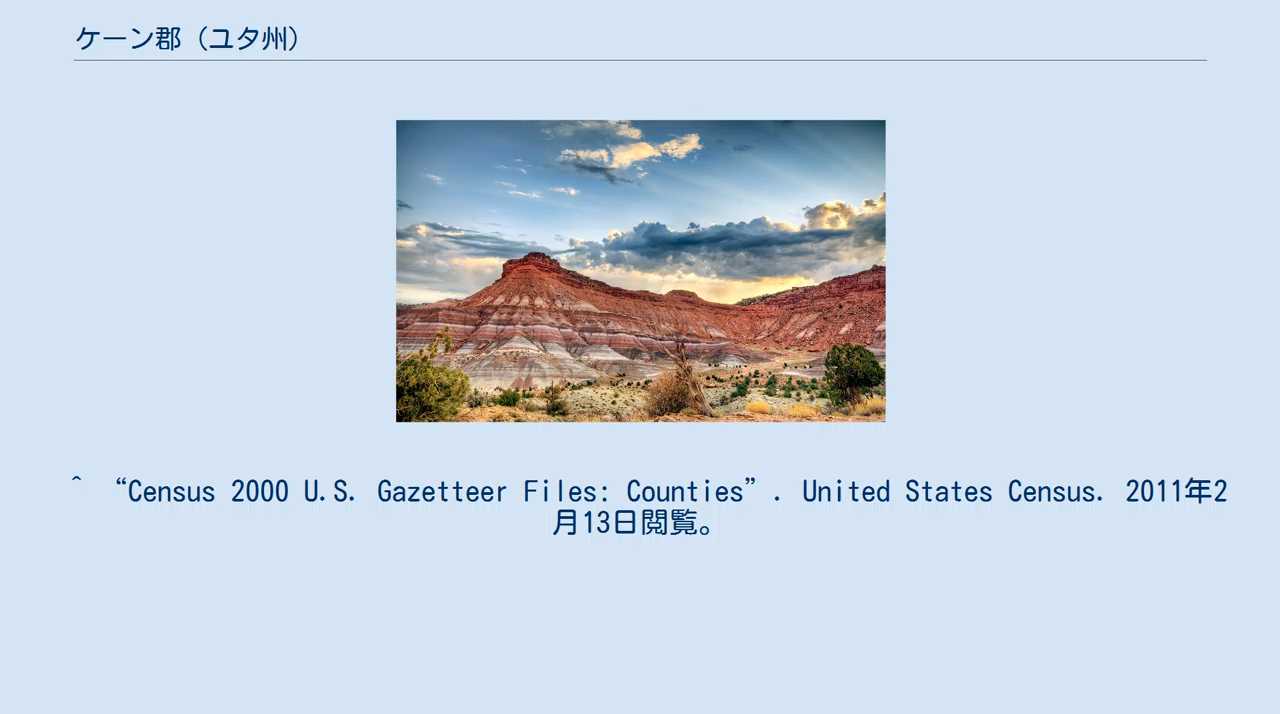 ケーン郡（ユタ州）
^ “Census 2000 U.S. Gazetteer Files: Counties”. United States Census. 2011年2
月13日閲覧。